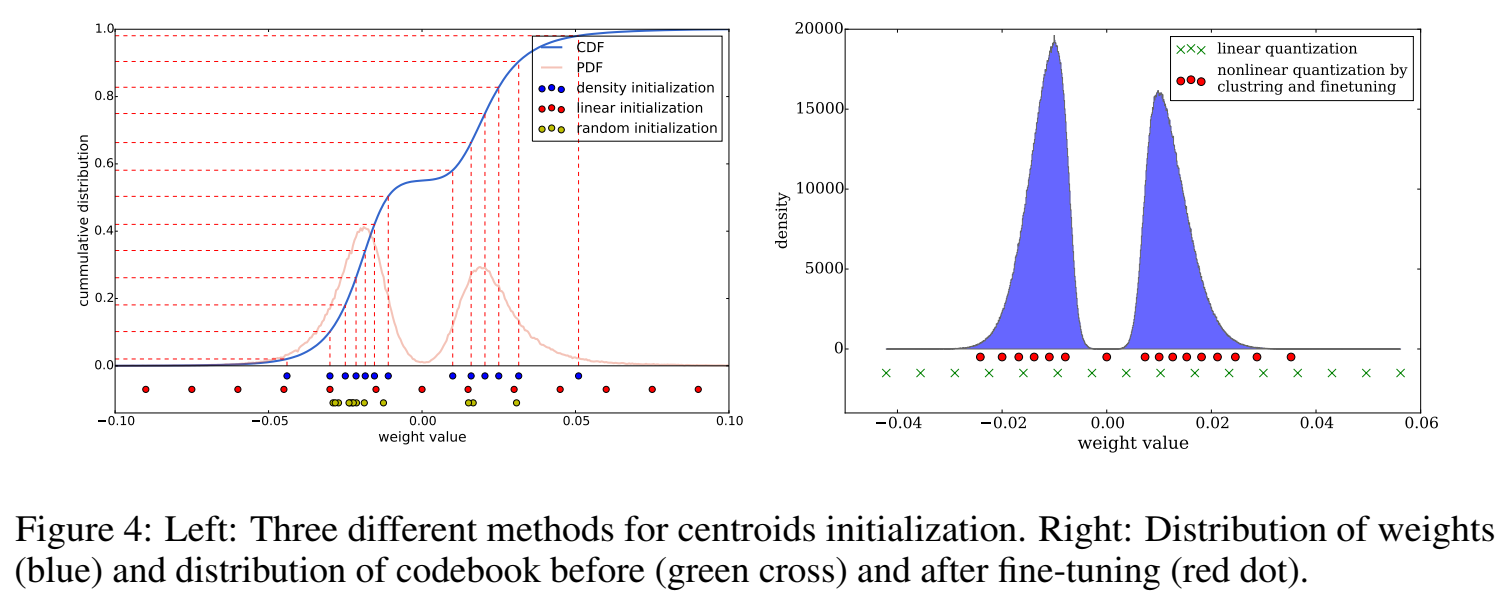 1.0
0.8
0.6
0.4
0.2
0.0
cummulative distribution
CDF
PDF
density initialization
linear initialization
random initialization
−0.10
−0.05
0.00
0.05
0.10
weight value
20000
15000
10000
5000
0
density
linear quantization
nonlinear quantization by
clustring and finetuning
−0.04
−0.02
0.00
0.02
0.04
0.06
weight value
Figure 4: Left: Three different methods for centroids initialization. Right: Distribution of weights
(blue) and distribution of codebook before (green cross) and after fine-tuning (red dot).